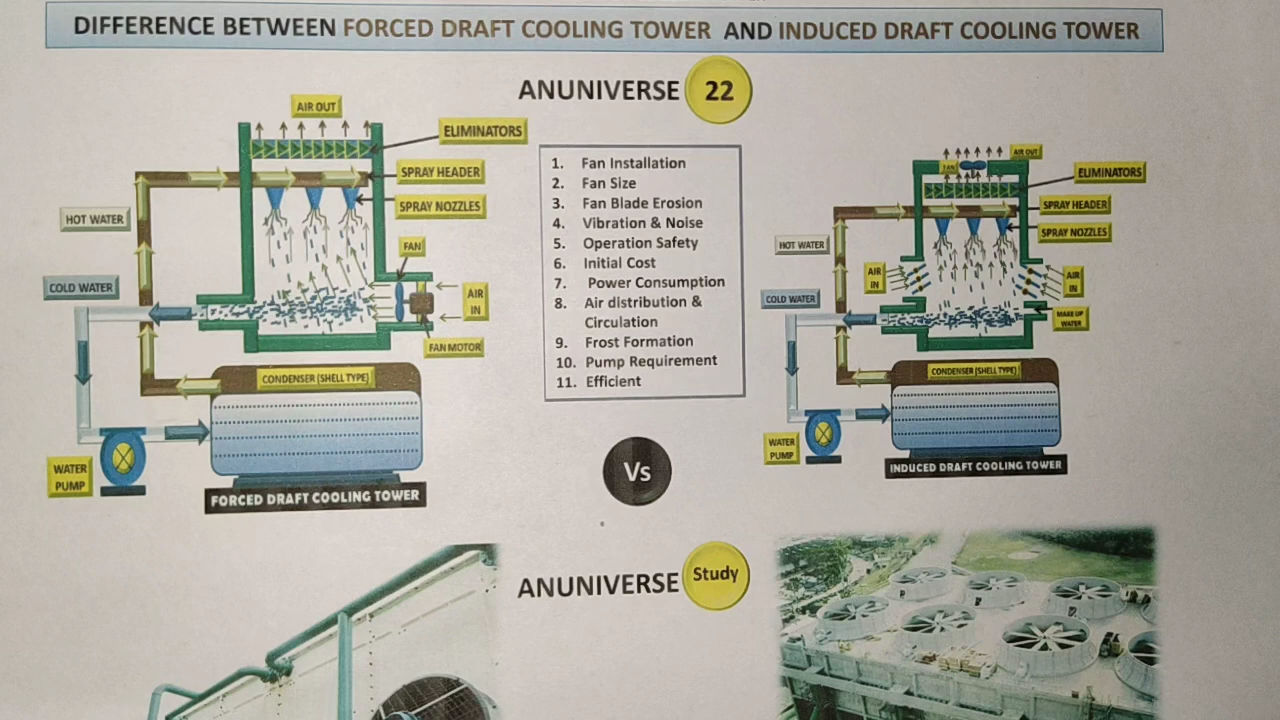 DIFFERENCE BETWEEN FORCED DRAFT COOLING TOWER AND INDUCED DRAFT COOLING TOWER
ANUNIVERSE 22
AIR OUT
ELIMINATORS
SPRAY HEADER
SPRAY NOZZLES
HOT WATER
FAN
COLD WATER
AIR
IN
FAN MOTOR
CONDENSER (SHELL TYPE)
WATER
PUMP
FORCED DRAFT COOLING TOWER
1. Fan Installation
2. Fan Size
3. Fan Blade Erosion
4. Vibration & Noise
5. Operation Safety
6. Initial Cost
7. Power Consumption
8. Air distribution &
Circulation
9. Frost Formation
10. Pump Requirement
11. Efficient
Vs
AIR OUT
FAN
ELIMINATORS
SPRAY HEADER
SPRAY NOZZLES
HOT WATER
AIR
IN
AIR
IN
COLD WATER
MAKE UP
WATER
CONDENSER (SHELL TYPE)
WATER
PUMP
INDUCED DRAFT COOLING TOWER
ANUNIVERSE Study